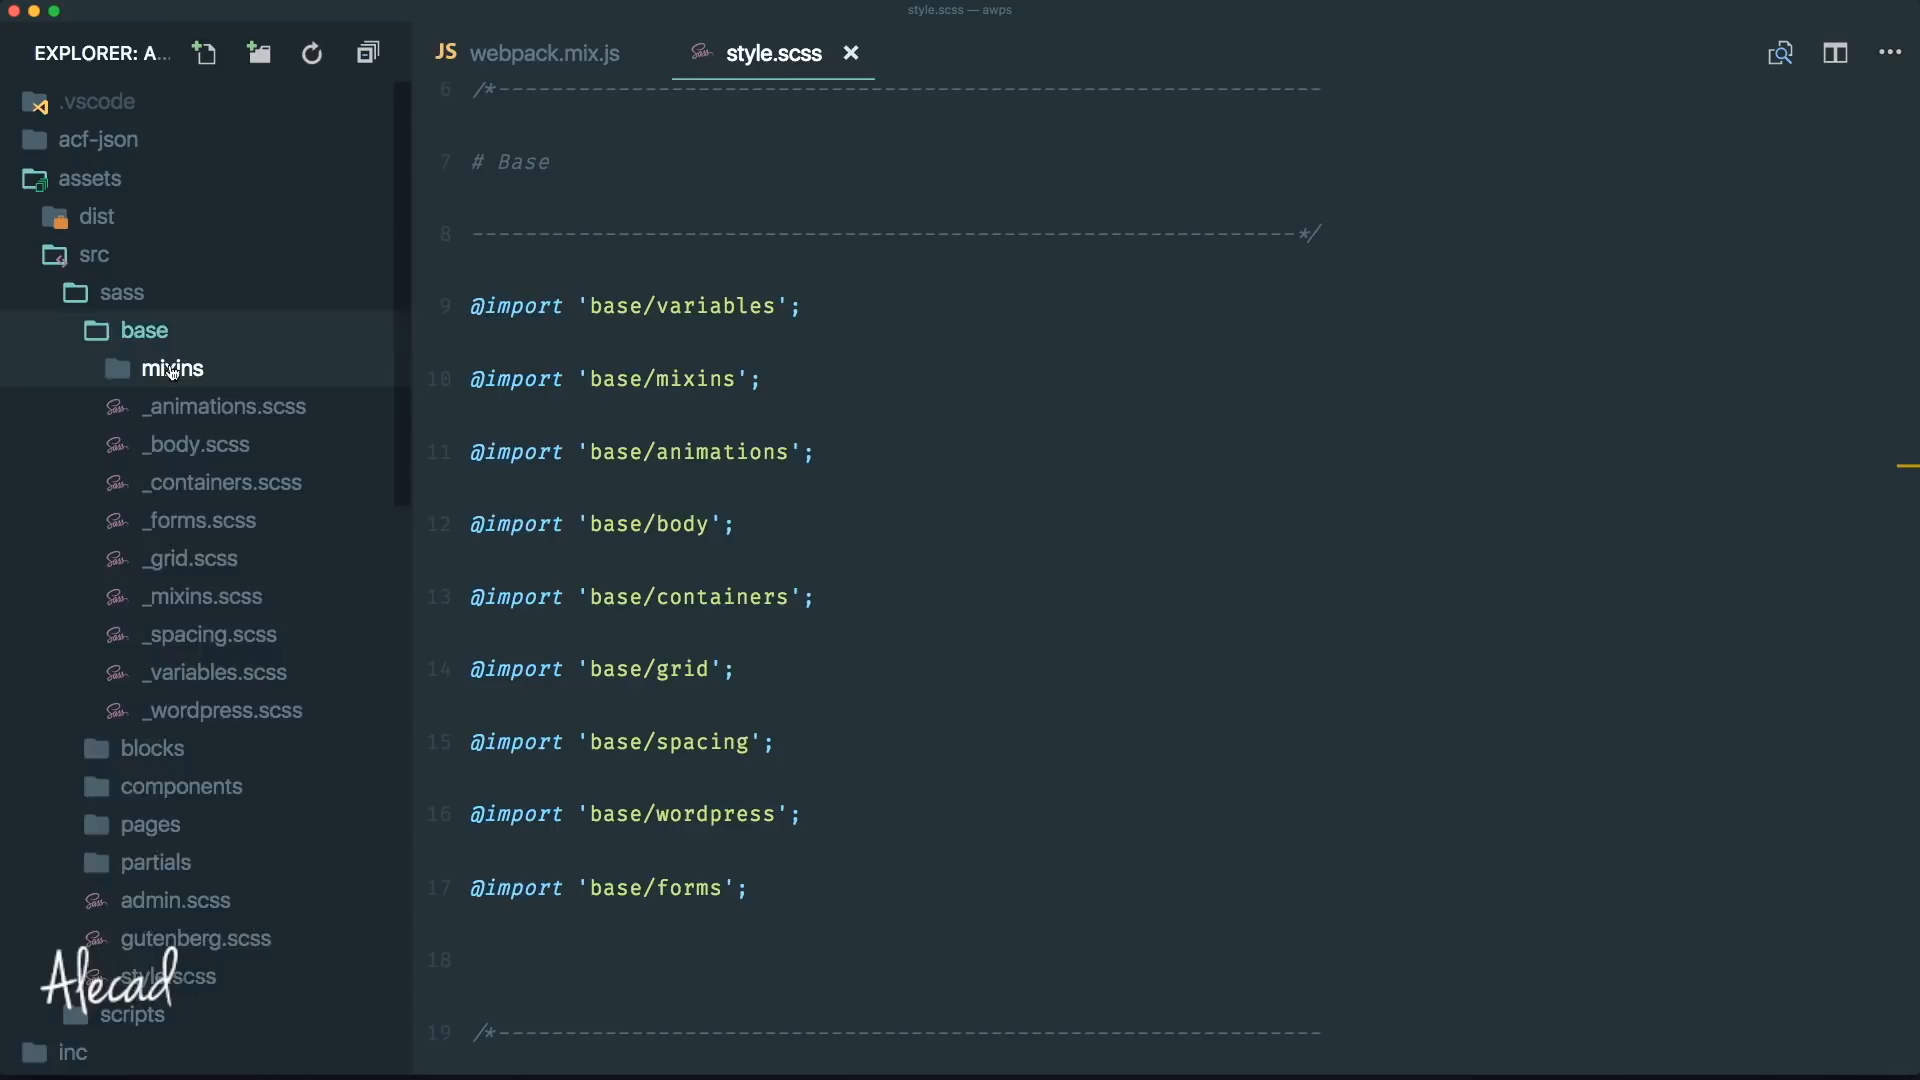 style.scss — awps
EXPLORER: A...
JS webpack.mix.js
style.scss
.vscode
acf-json
assets
dist
src
sass
base
mixins
_animations.scss
_body.scss
_containers.scss
_forms.scss
_grid.scss
_mixins.scss
_spacing.scss
_variables.scss
_wordpress.scss
blocks
components
pages
partials
admin.scss
gutenberg.scss
style.scss
scripts
inc
Alecad
6 /*--------------------------------------------------------------
7 # Base
8 --------------------------------------------------------------*/
9 @import 'base/variables';
10 @import 'base/mixins';
11 @import 'base/animations';
12 @import 'base/body';
13 @import 'base/containers';
14 @import 'base/grid';
15 @import 'base/spacing';
16 @import 'base/wordpress';
17 @import 'base/forms';
18
19 /*--------------------------------------------------------------